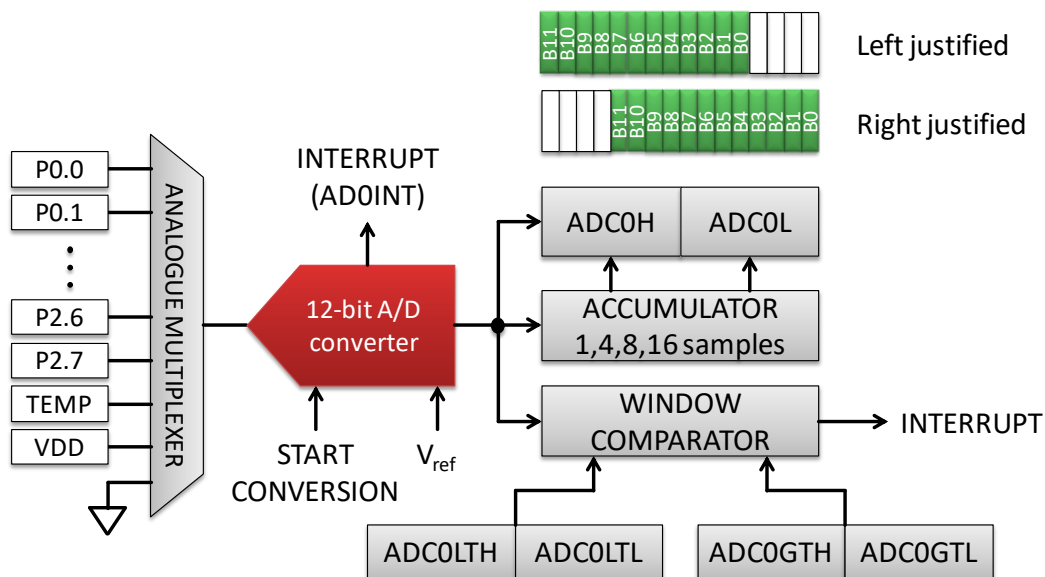 B11 B10 B9 B8 B7 B6 B5 B4 B3 B2 B1 B0
Left justified
B11 B10 B9 B8 B7 B6 B5 B4 B3 B2 B1 B0
Right justified
P0.0
P0.1
P2.6
P2.7
TEMP
VDD
ANALOGUE MULTIPLEXER
INTERRUPT
(AD0INT)
12-bit A/D
converter
START
CONVERSION
Vref
ADC0H
ADC0L
ACCUMULATOR
1,4,8,16 samples
WINDOW
COMPARATOR
INTERRUPT
ADC0LTH
ADC0LTL
ADC0GTH
ADC0GTL